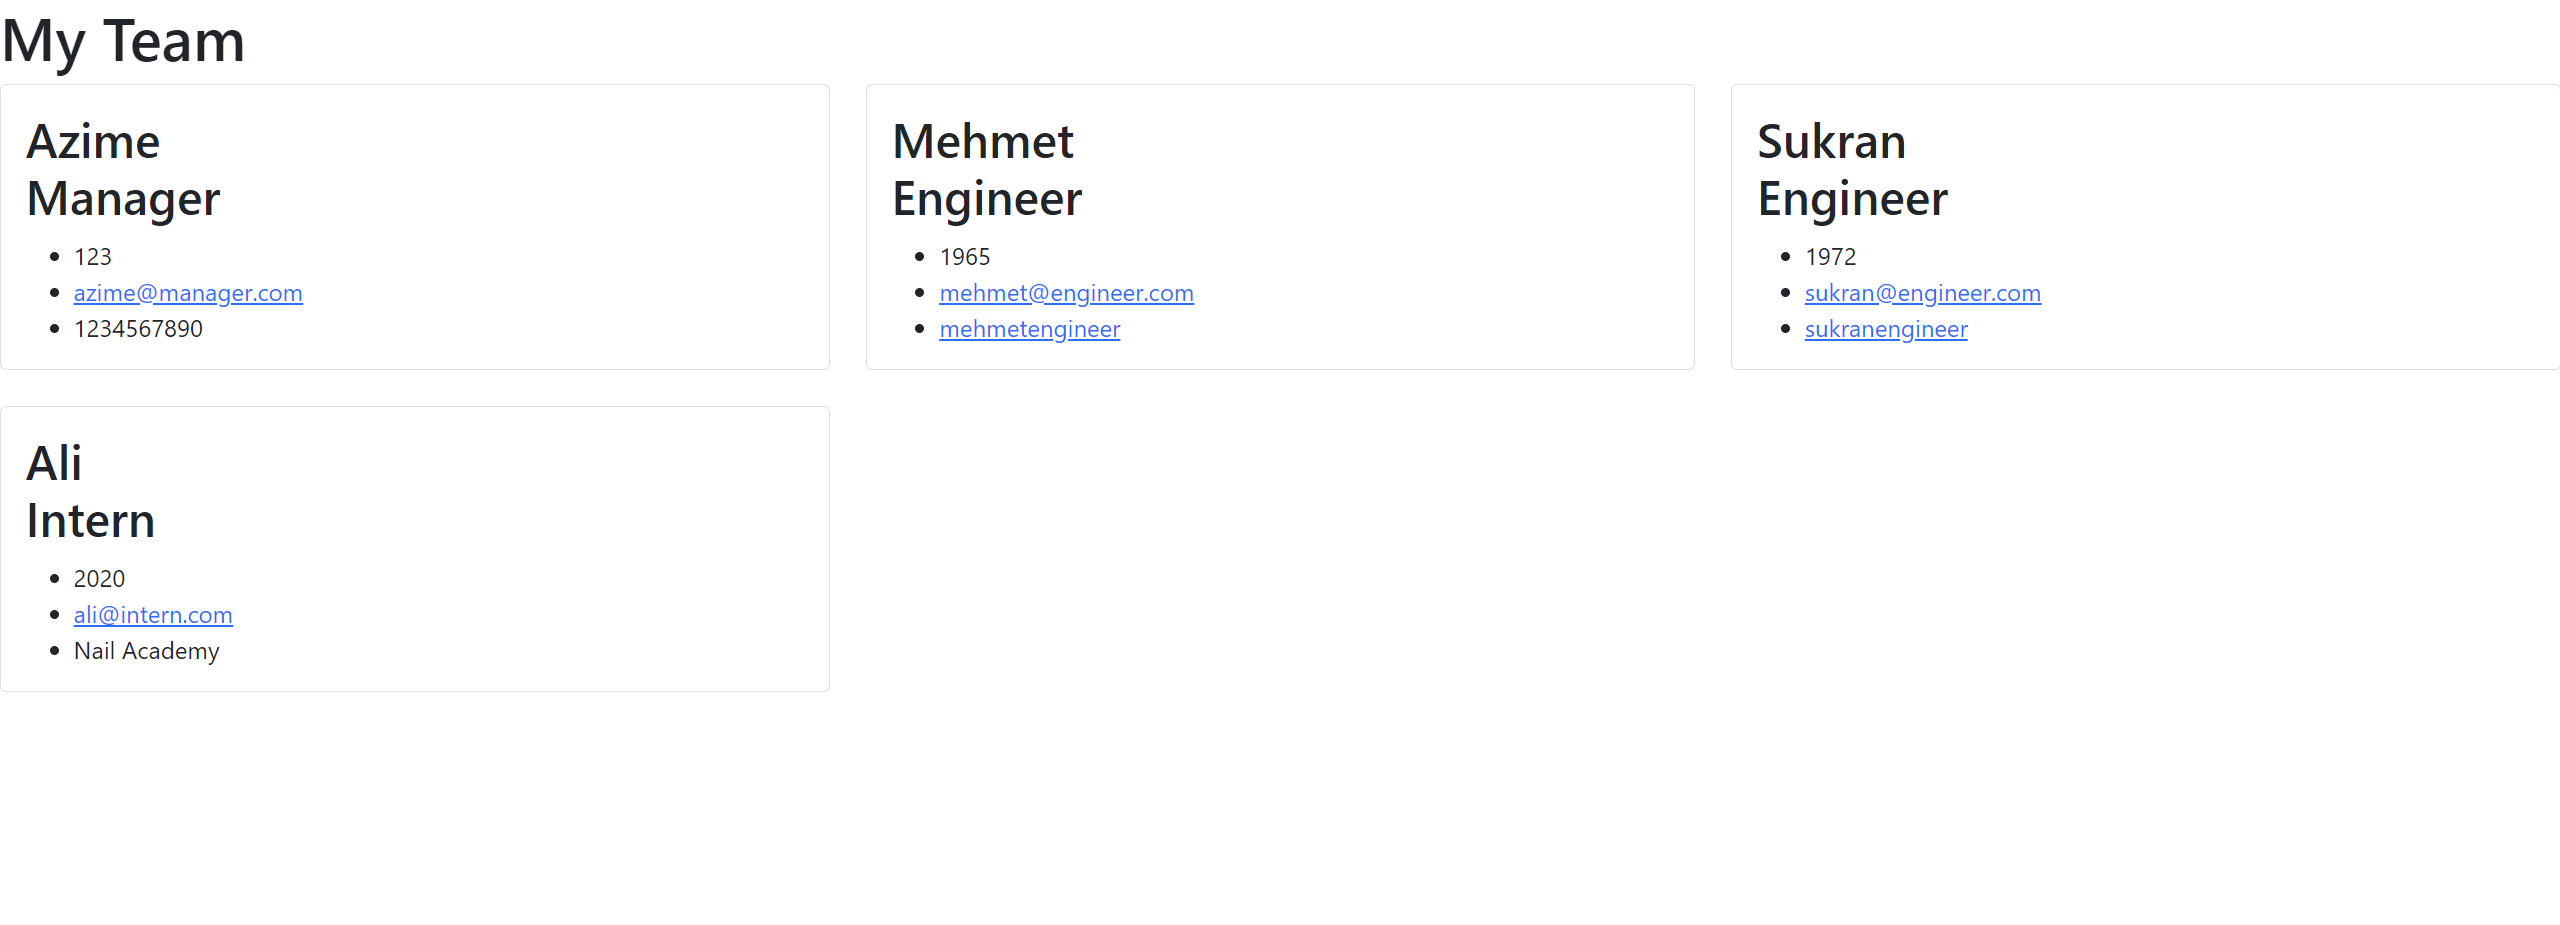 My Team
Azime
Manager
123
azime@manager.com
1234567890
Mehmet
Engineer
1965
mehmet@engineer.com
mehmetengineer
Sukran
Engineer
1972
sukran@engineer.com
sukranengineer
Ali
Intern
2020
ali@intern.com
Nail Academy